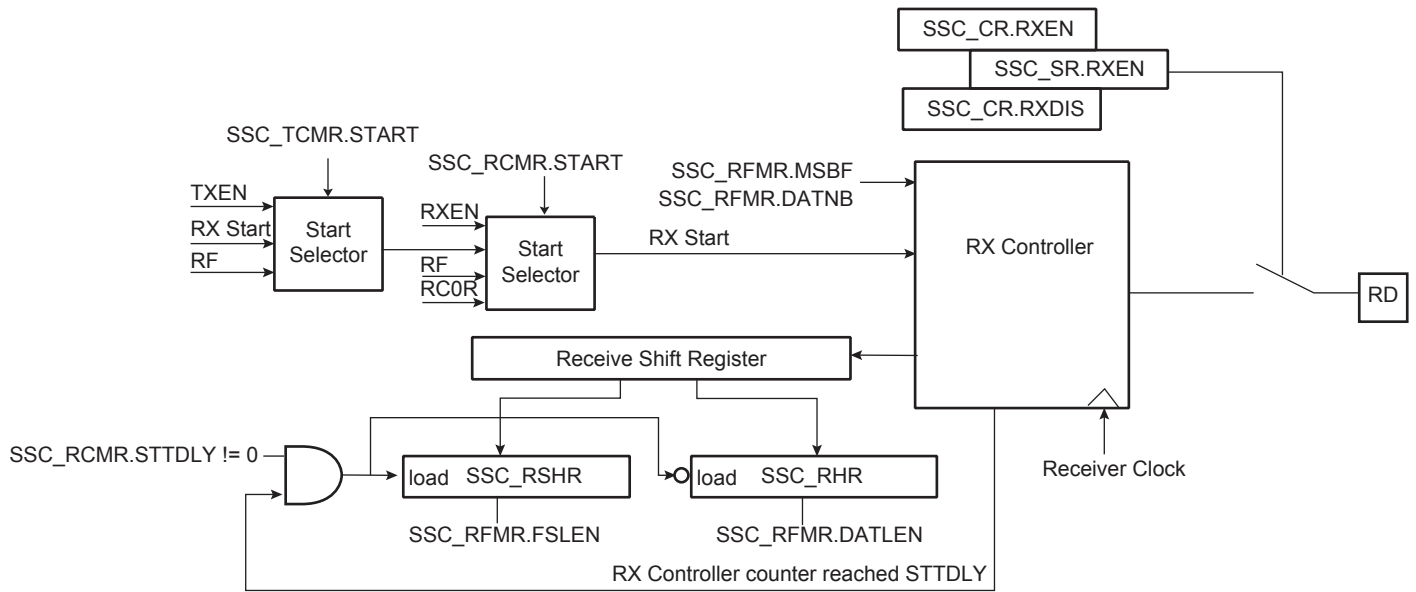 SSC_CR.RXEN
SSC_SR.RXEN
SSC_CR.RXDIS
SSC_TCMR.START
SSC_RCMR.START
SSC_RFMR.MSBF
SSC_RFMR.DATNB
TXEN
RX Start
RF
Start
Selector
RXEN
RF
RC0R
Start
Selector
RX Start
RX Controller
RD
Receive Shift Register
SSC_RCMR.STTDLY != 0
load SSC_RSHR
load SSC_RHR
Receiver Clock
SSC_RFMR.FSLEN
SSC_RFMR.DATLEN
RX Controller counter reached STTDLY